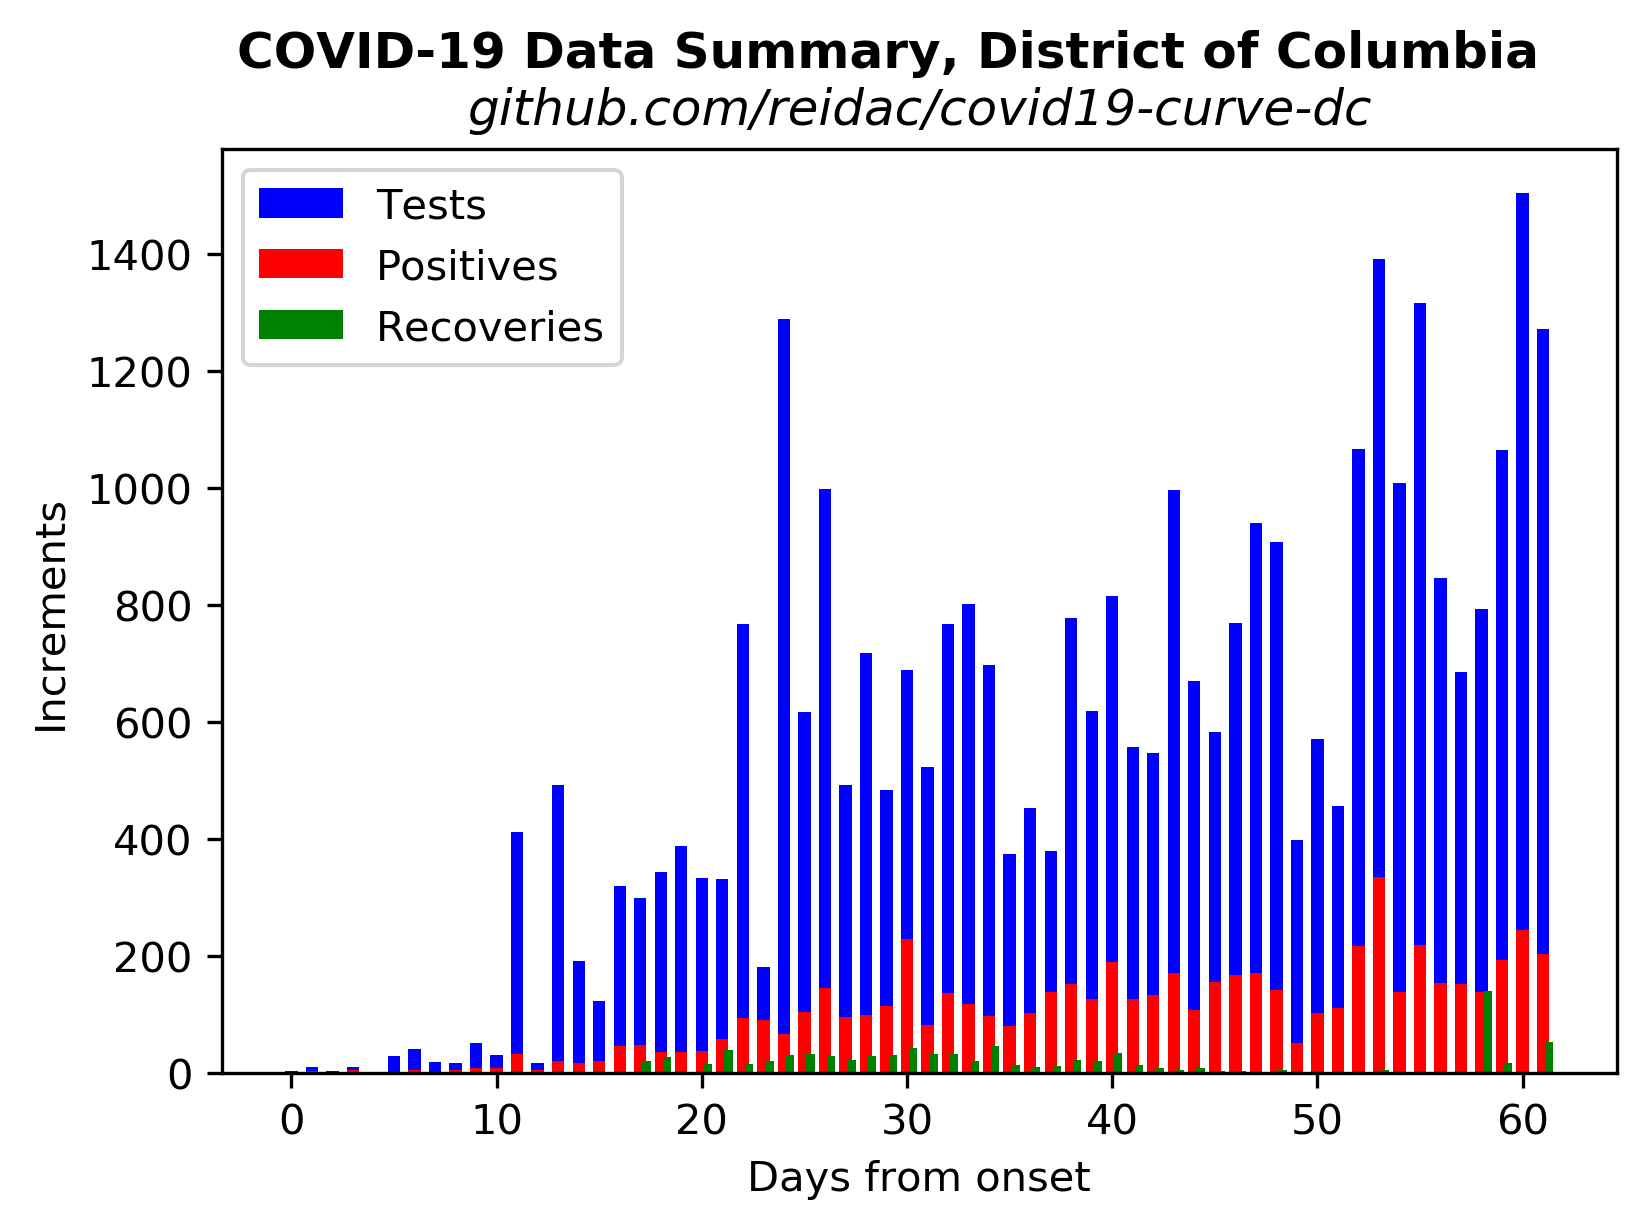 COVID-19 Data Summary, District of Columbia
github.com/reidac/covid19-curve-dc
Tests
Positives
Recoveries
Increments
1400
1200
1000
800
600
400
200
0
0 10 20 30 40 50 60
Days from onset